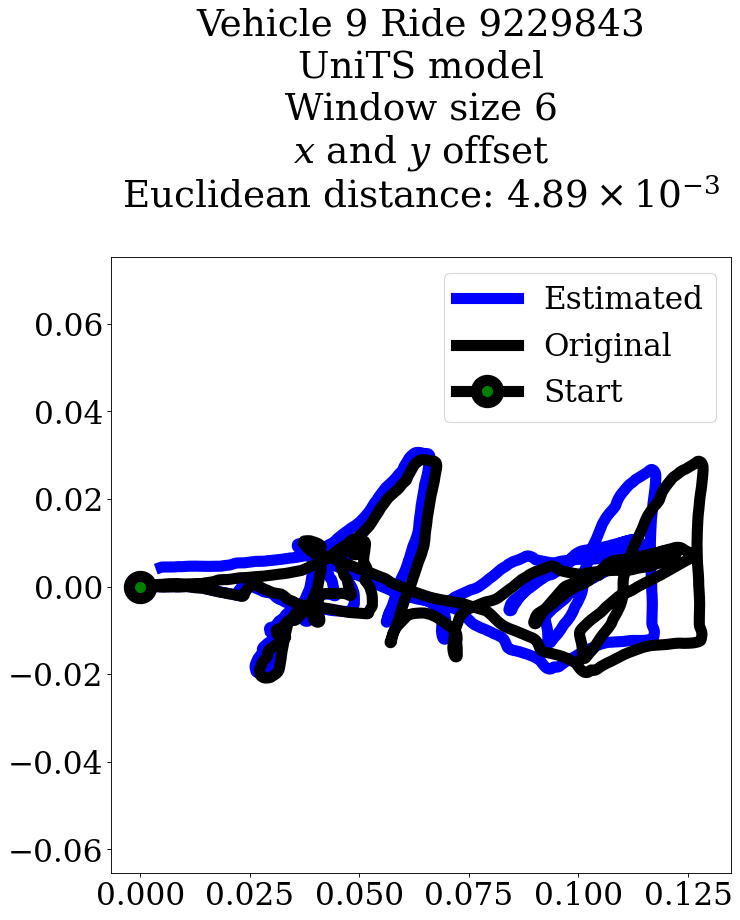 Vehicle 9 Ride 9229843
UniTS model
Window size 6
x and y offset
Euclidean distance: 4.89 × 10⁻³
Estimated
Original
Start
0.06
0.04
0.02
0.00
−0.02
−0.04
−0.06
0.000 0.025 0.050 0.075 0.100 0.125